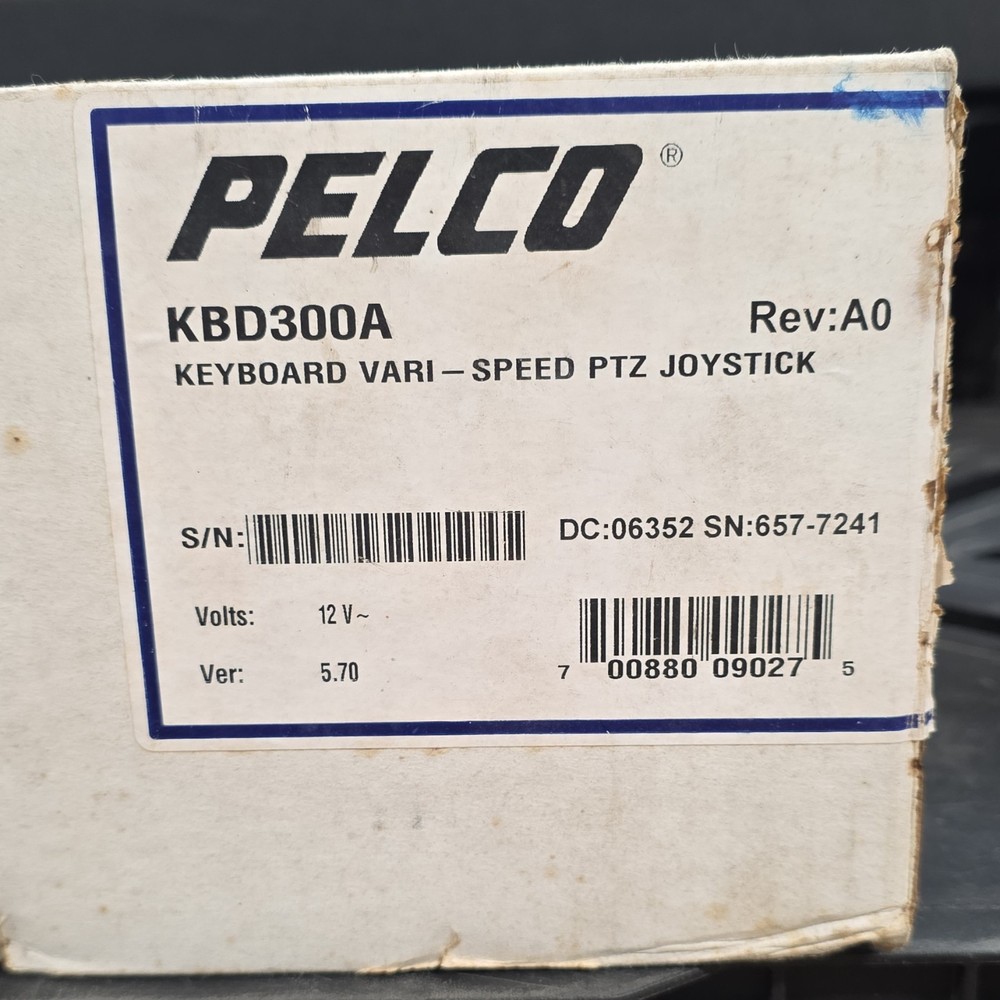 PELCO®
KBD300A Rev:A0
KEYBOARD VARI–SPEED PTZ JOYSTICK
S/N: DC:06352 SN:657-7241
Volts: 12 V~
Ver: 5.70
7 00880 09027 5